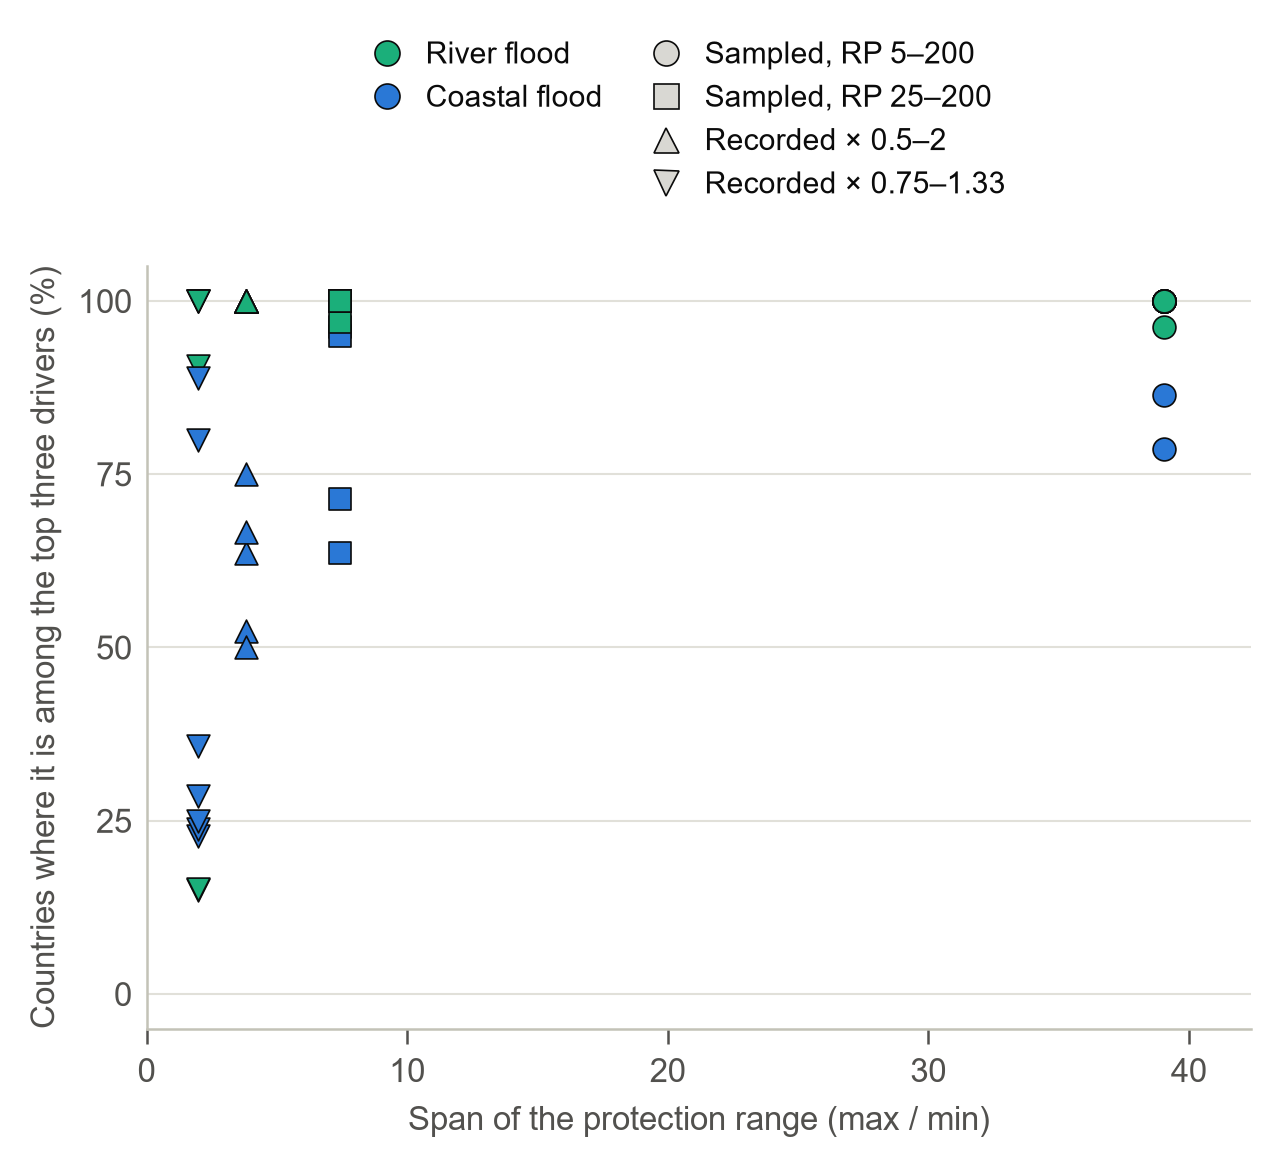 River flood
Coastal flood
Sampled, RP 5–200
Sampled, RP 25–200
Recorded × 0.5–2
Recorded × 0.75–1.33
Countries where it is among the top three drivers (%)
100
75
50
25
0
0 10 20 30 40
Span of the protection range (max / min)